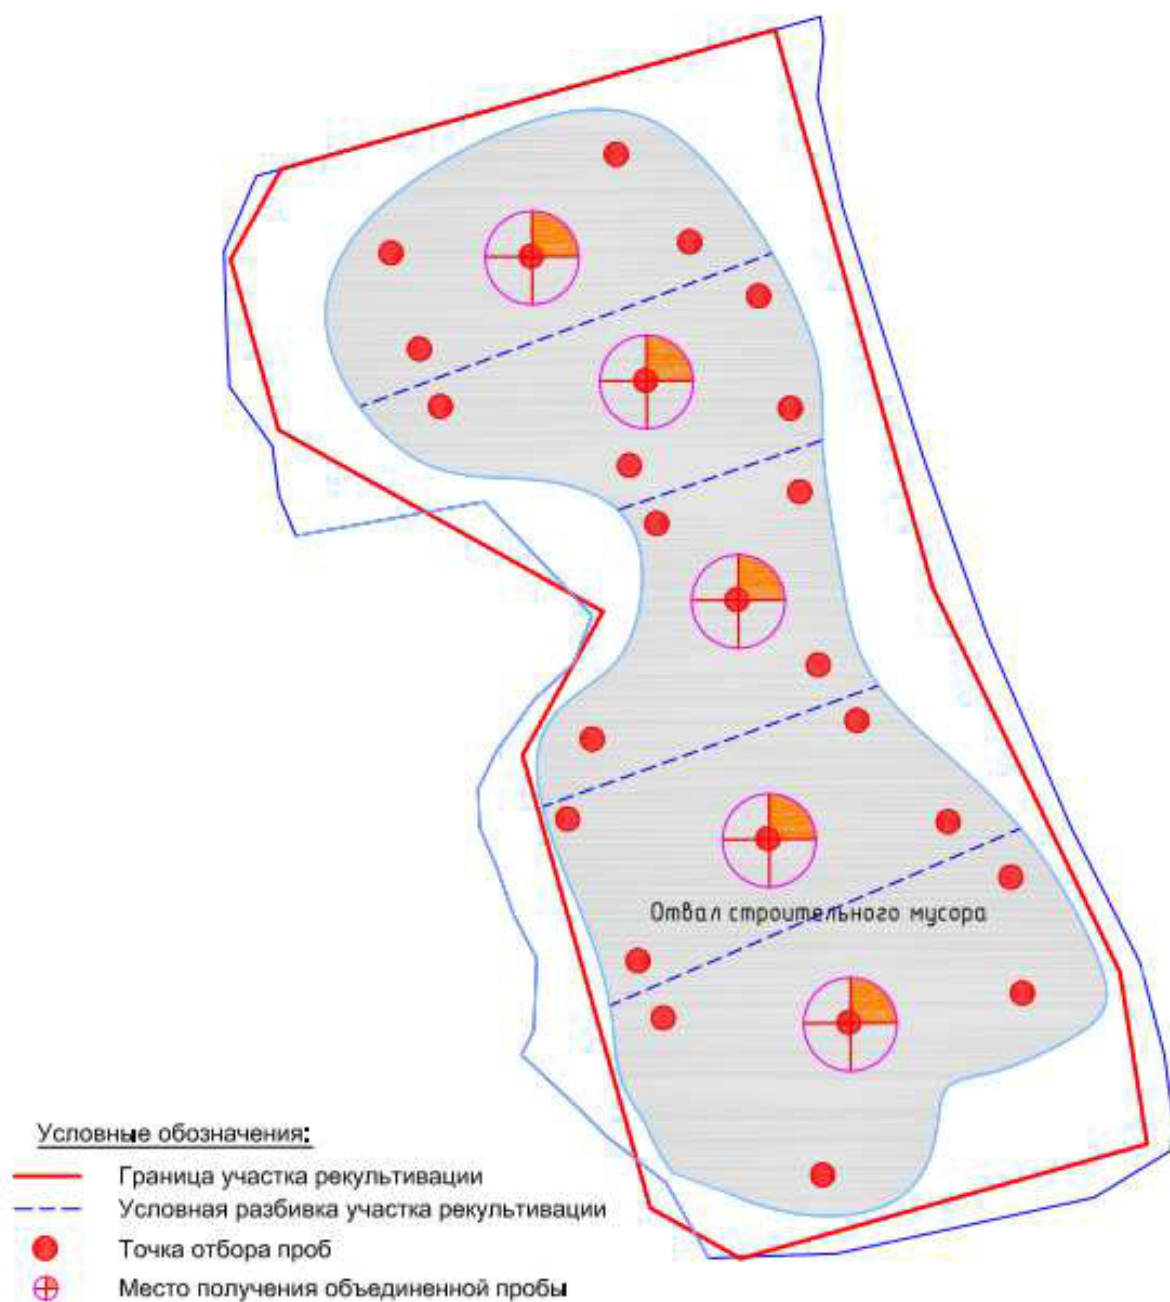 Отвал строительного мусора
Условные обозначения:
Граница участка рекультивации
Условная разбивка участка рекультивации
Точка отбора проб
Место получения объединенной пробы